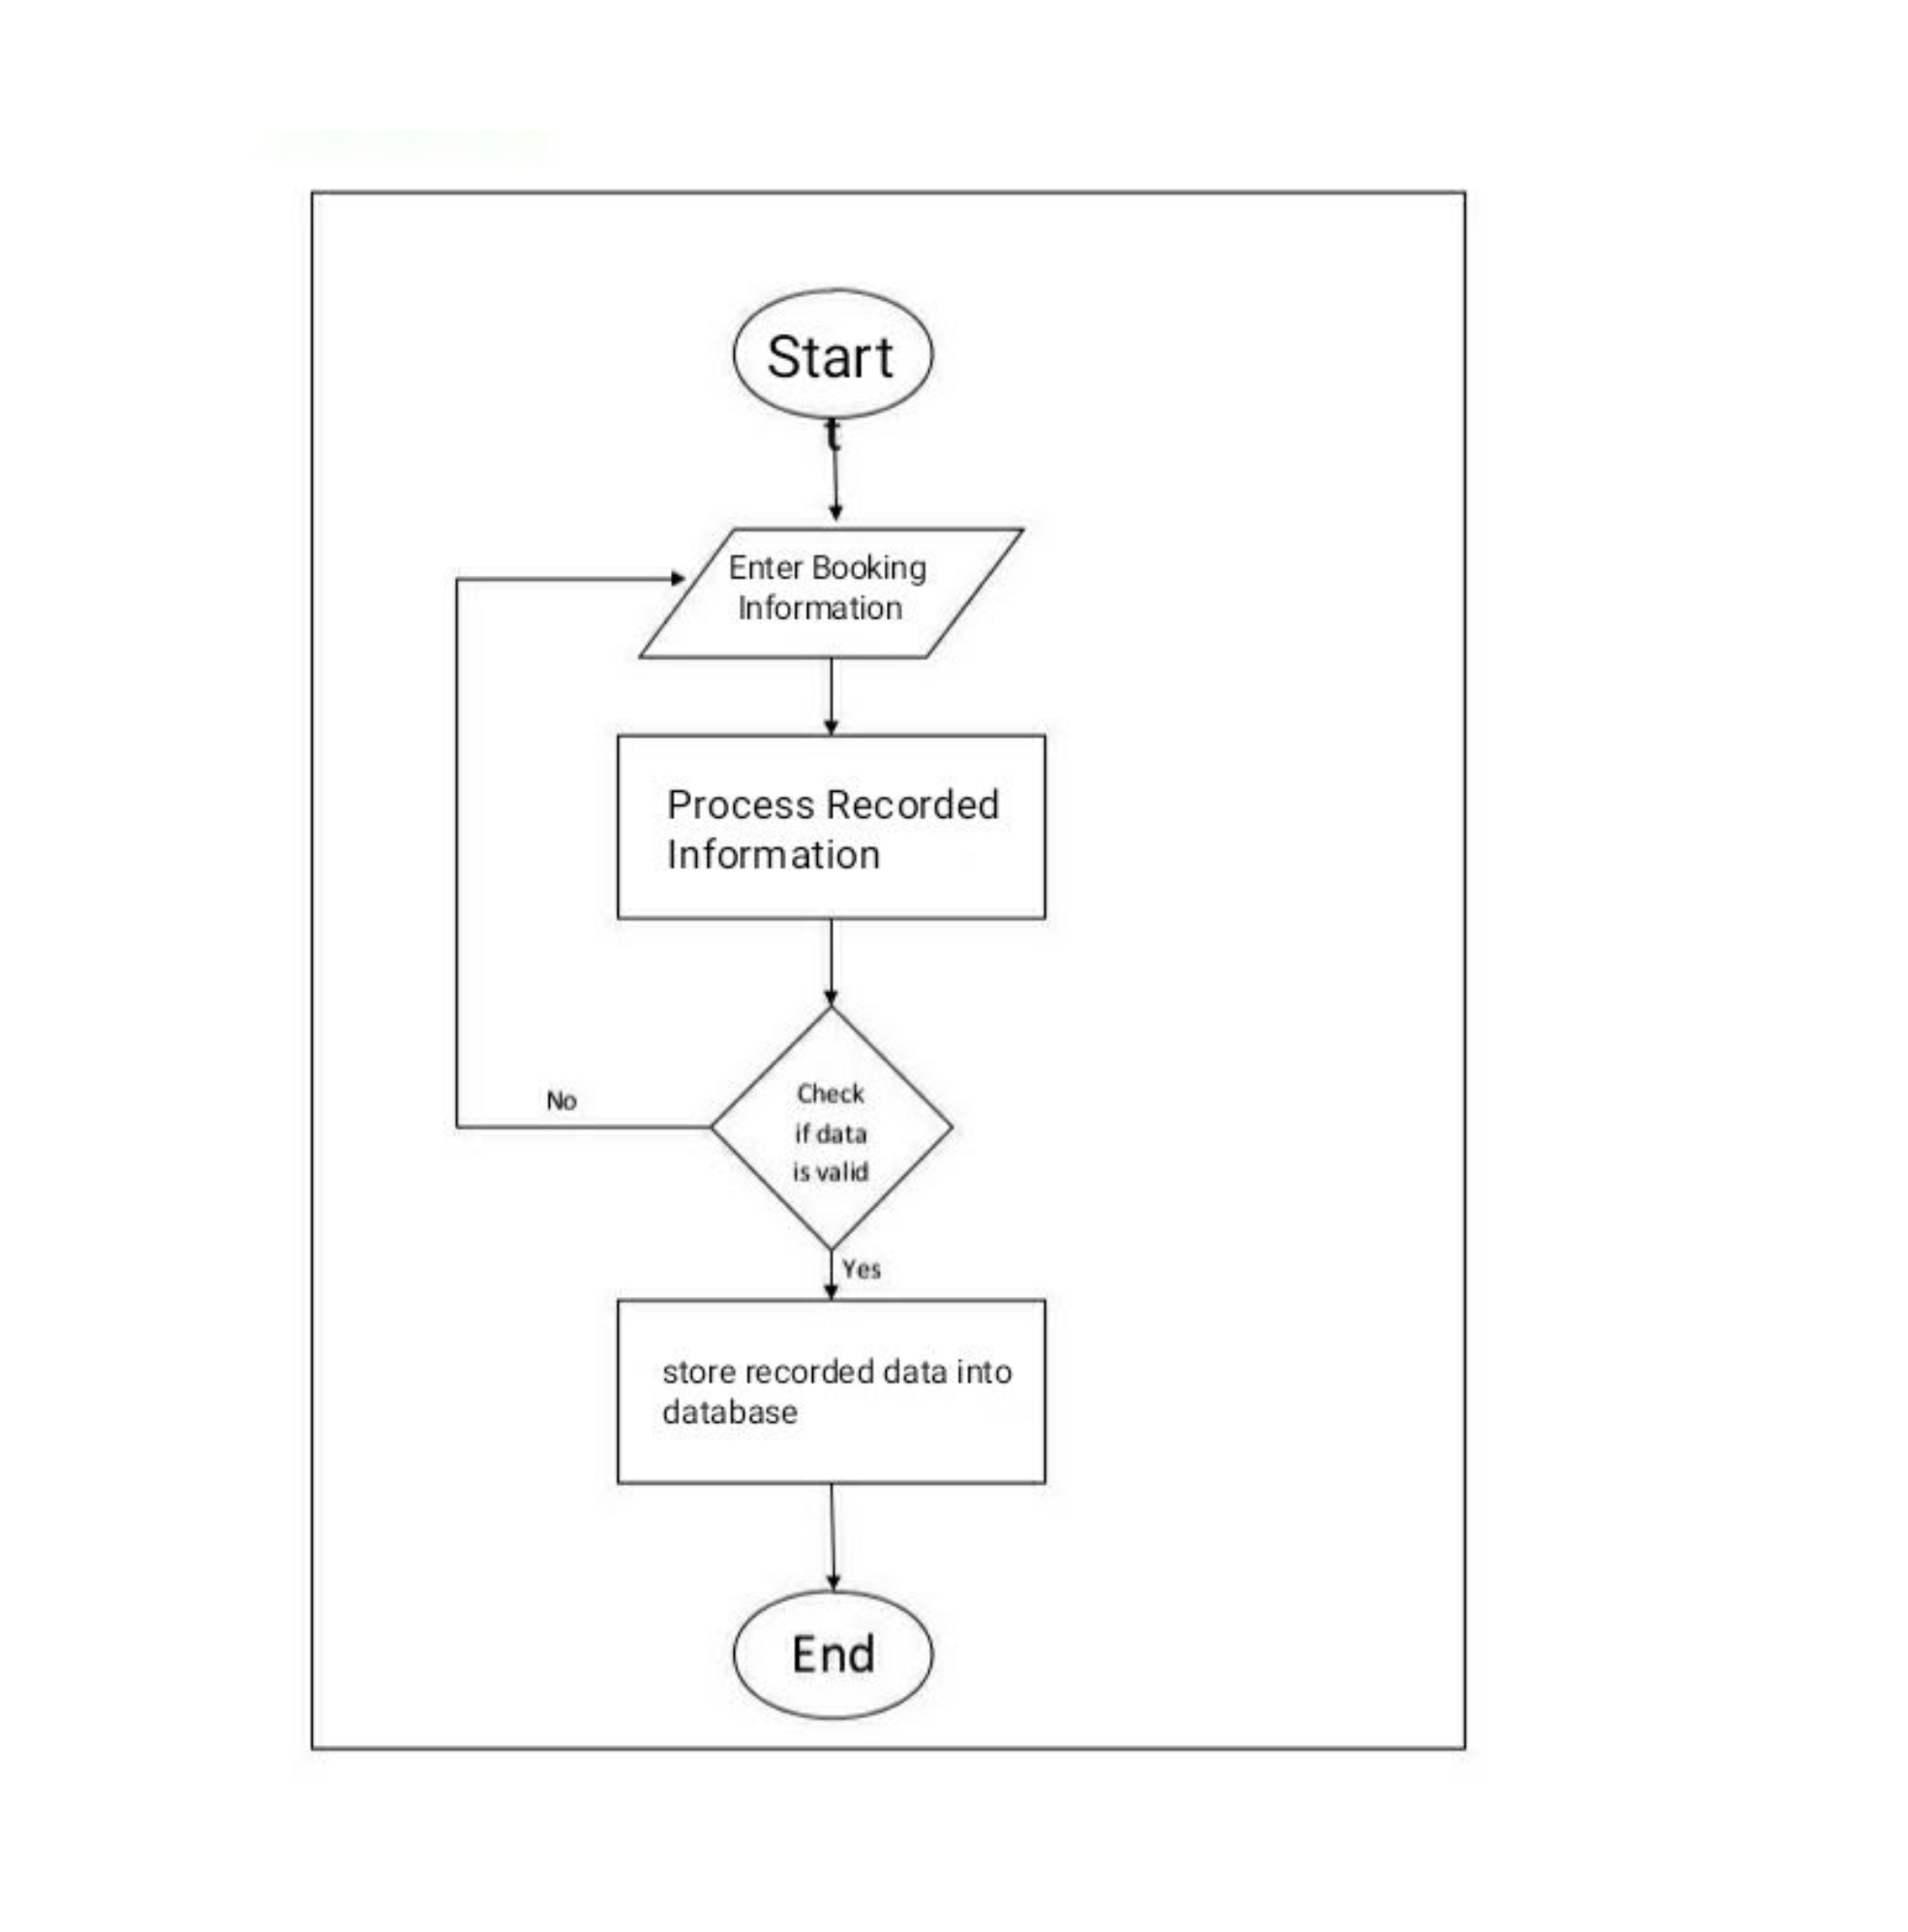 Start
t
Enter Booking
Information
Process Recorded
Information
Check
if data
is valid
No
Yes
store recorded data into
database
End